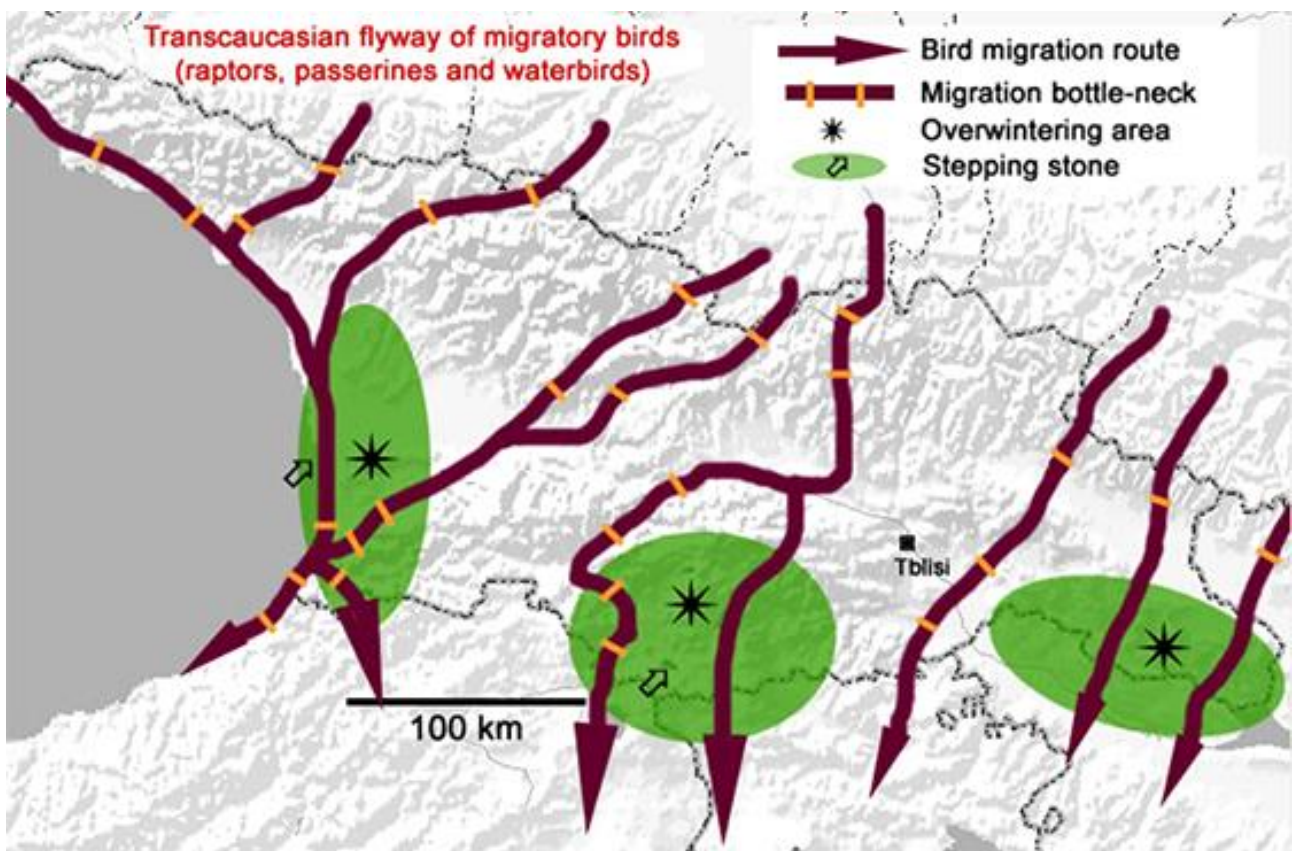 Transcaucasian flyway of migratory birds
(raptors, passerines and waterbirds)
Bird migration route
Migration bottle-neck
Overwintering area
Stepping stone
Tbilisi
100 km